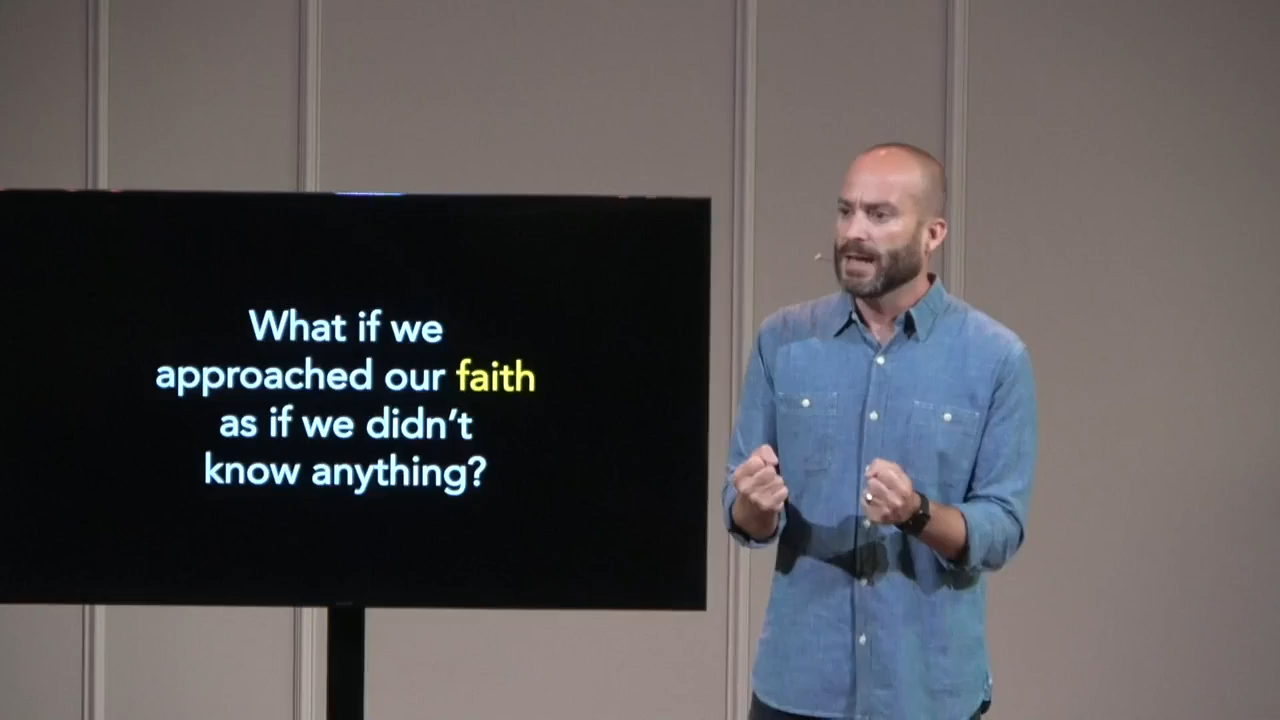 What if we
approached our faith
as if we didn't
know anything?